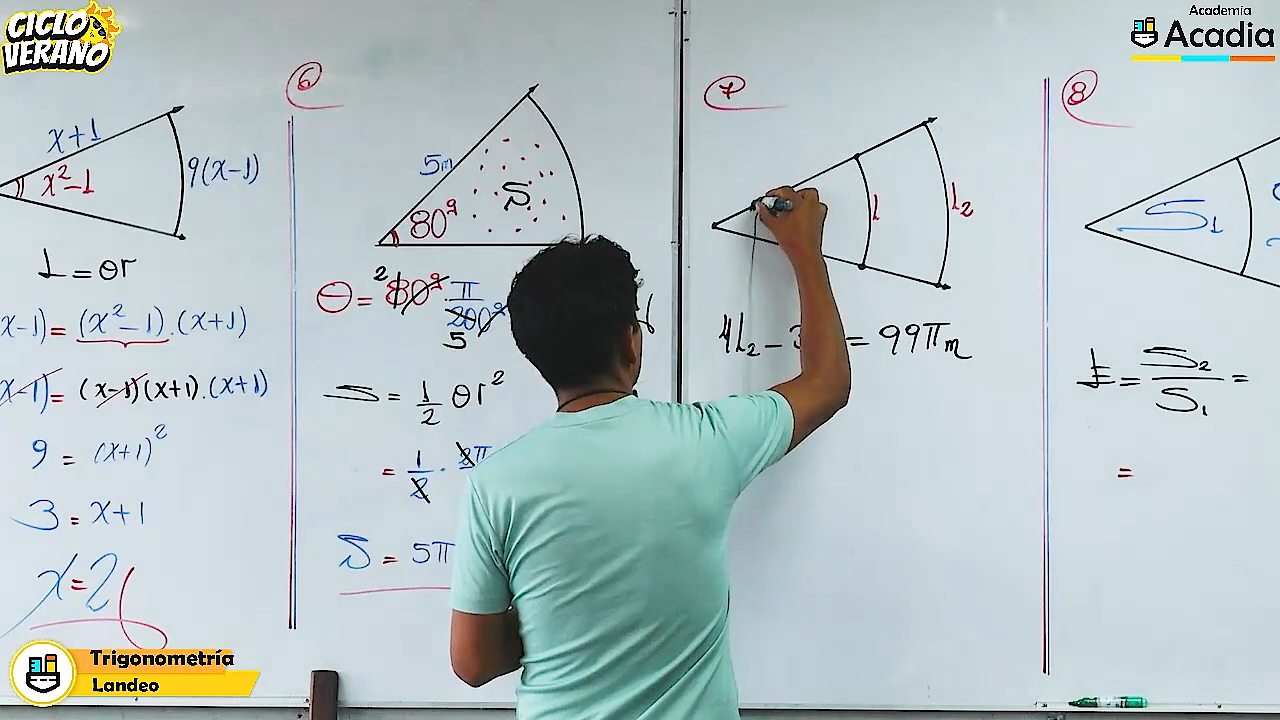 CICLO
VERANO
Academia
Acadia
x+1
x²-1
9(x-1)
L = θr
x-1) = (x²-1).(x+1)
x-1) = (x-1)(x+1).(x+1)
9 = (x+1)²
3 = x+1
x=2
6
5m
80ᵍ
S
θ = 80ᵍ π
200ᵍ
2
5
S = 1/2 θr²
= 1/2 . 2π
S = 5π
7
L
L₂
4L₂ - 3 = 99πm
8
S₁
E = S₂/S₁ =
=
Trigonometría
Landeo